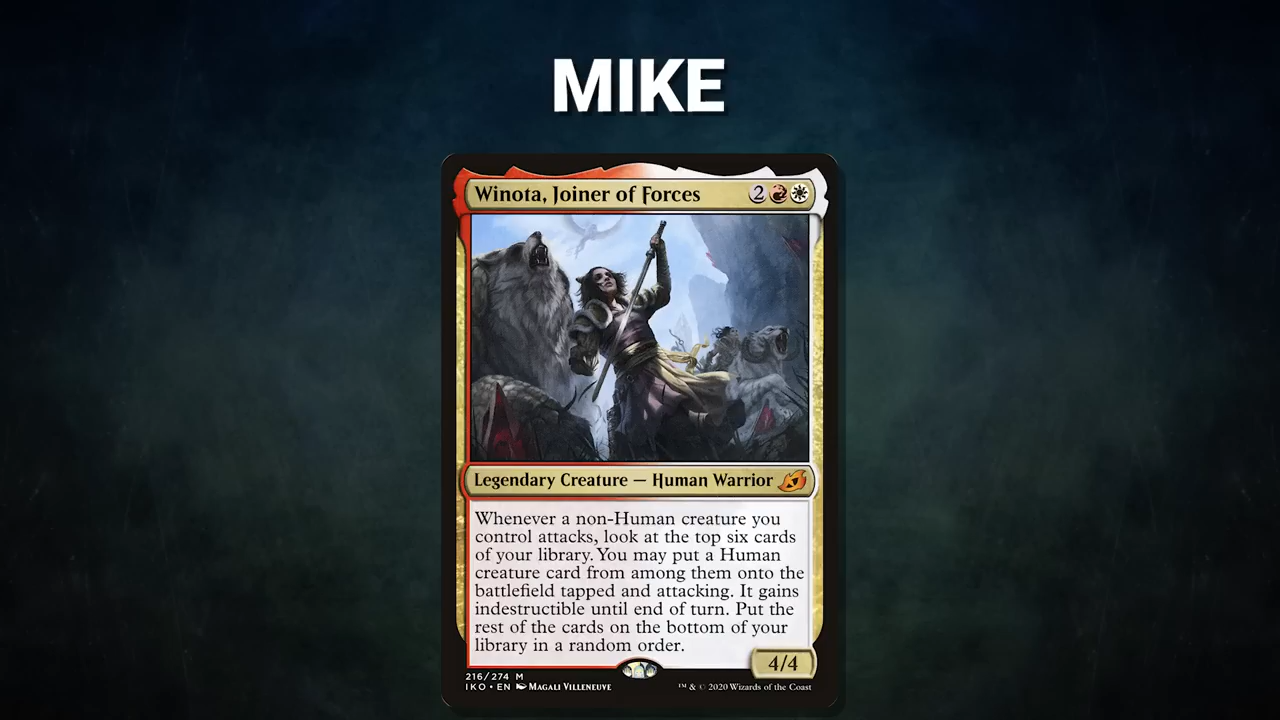 MIKE
Winota, Joiner of Forces 2
Legendary Creature — Human Warrior
Whenever a non-Human creature you
control attacks, look at the top six cards
of your library. You may put a Human
creature card from among them onto the
battlefield tapped and attacking. It gains
indestructible until end of turn. Put the
rest of the cards on the bottom of your
library in a random order.
4/4
216/274 M
IKO • EN Magali Villeneuve
™ & © 2020 Wizards of the Coast